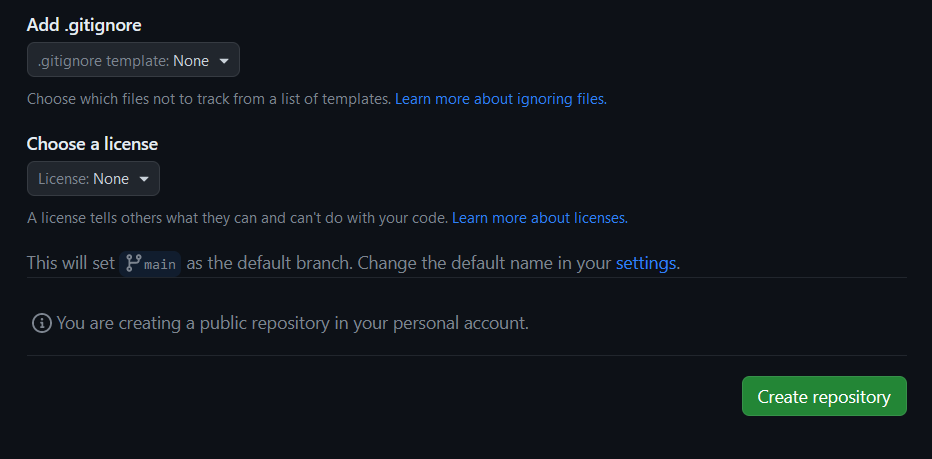 Add .gitignore
.gitignore template: None
Choose which files not to track from a list of templates. Learn more about ignoring files.
Choose a license
License: None
A license tells others what they can and can't do with your code. Learn more about licenses.
This will set main as the default branch. Change the default name in your settings.
You are creating a public repository in your personal account.
Create repository